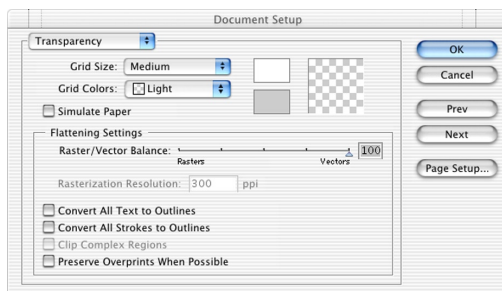 Document Setup
Transparency
Grid Size: Medium
Grid Colors: Light
Simulate Paper
Flattening Settings
Raster/Vector Balance: 100
Rasters Vectors
Rasterization Resolution: 300 ppi
Convert All Text to Outlines
Convert All Strokes to Outlines
Clip Complex Regions
Preserve Overprints When Possible
OK
Cancel
Prev
Next
Page Setup...